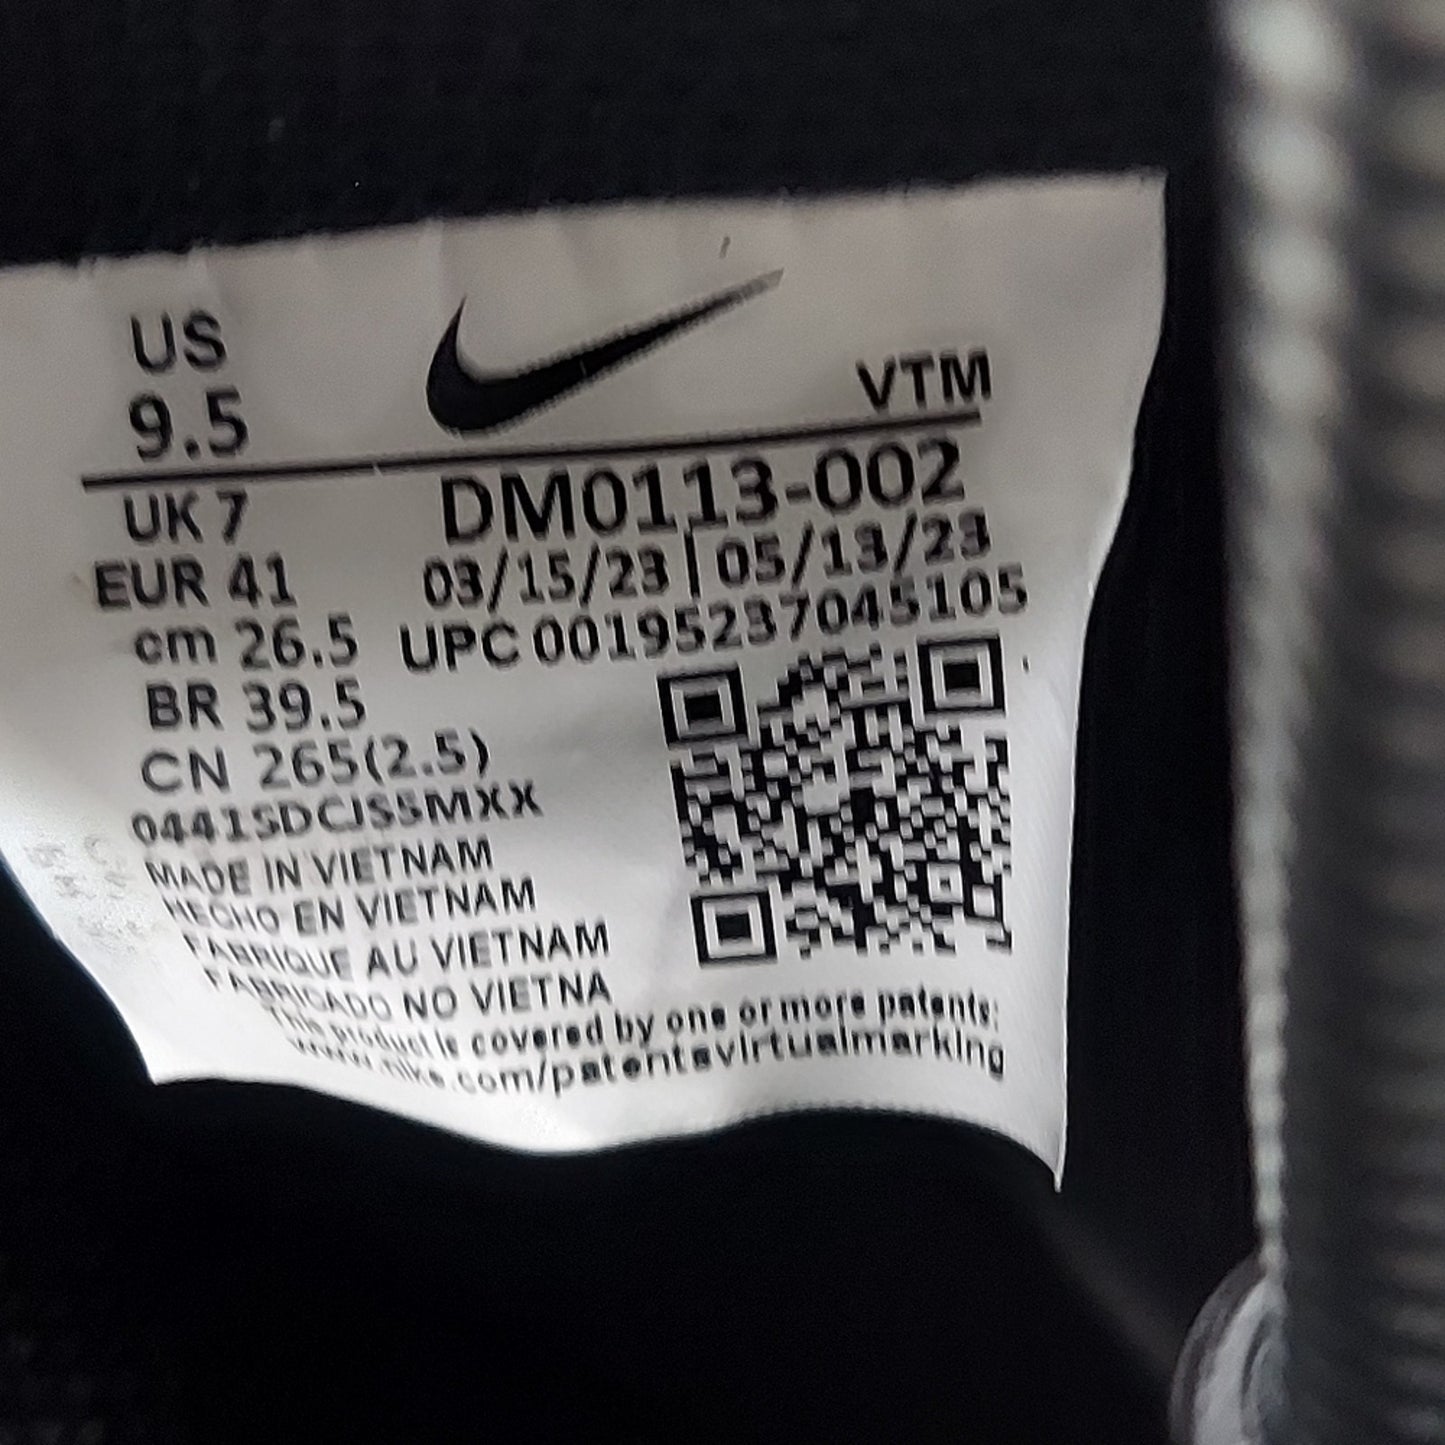 US
9.5
VTM
UK 7
DM0113-002
EUR 41
03/15/23 | 05/13/23
cm 26.5
UPC 00195237045105
BR 39.5
CN 265(2.5)
0441SDCJS5MXX
MADE IN VIETNAM
HECHO EN VIETNAM
FABRIQUE AU VIETNAM
FABRICADO NO VIETNA
This product is covered by one or more patents:
www.nike.com/patentsvirtualmarking